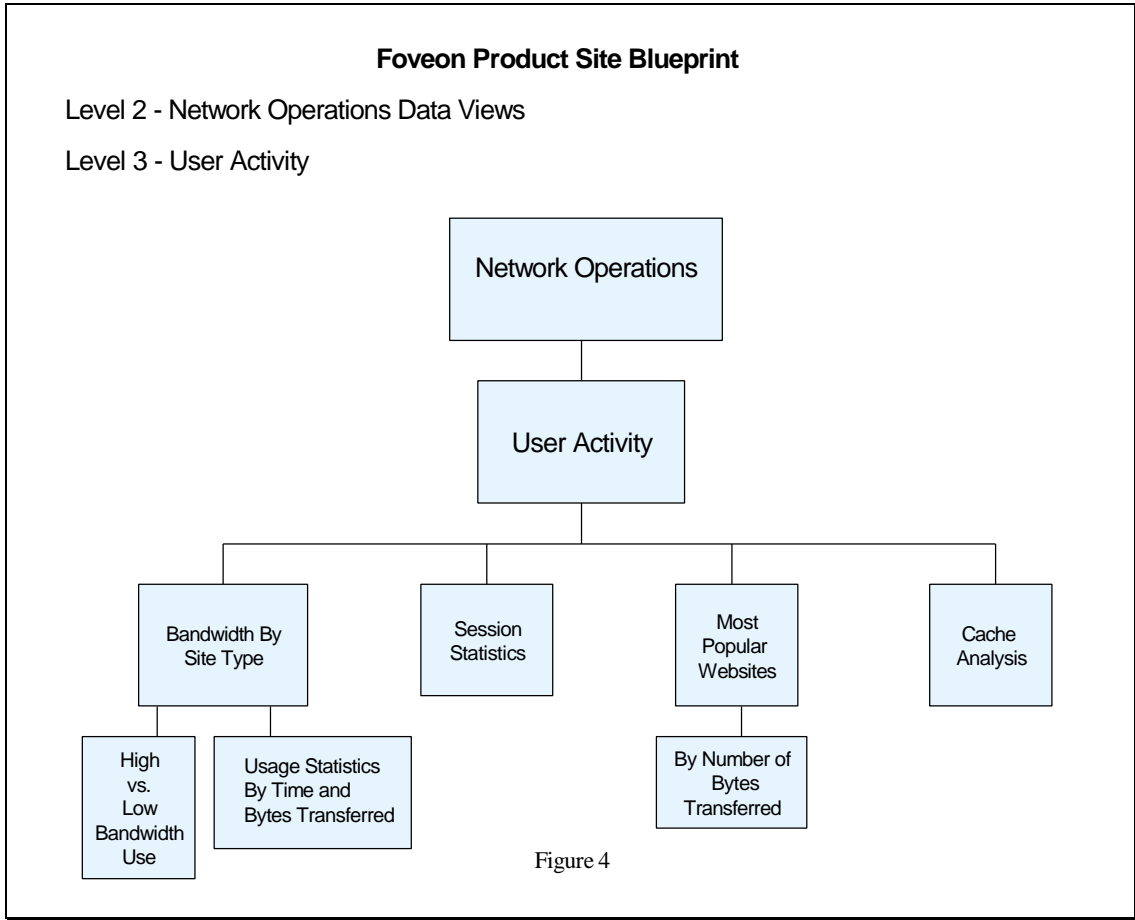 Foveon Product Site Blueprint
Level 2 - Network Operations Data Views
Level 3 - User Activity
Network Operations
User Activity
Bandwidth By
Site Type
Session
Statistics
Most
Popular
Websites
Cache
Analysis
High
vs.
Low
Bandwidth
Use
Usage Statistics
By Time and
Bytes Transferred
By Number of
Bytes
Transferred
Figure 4